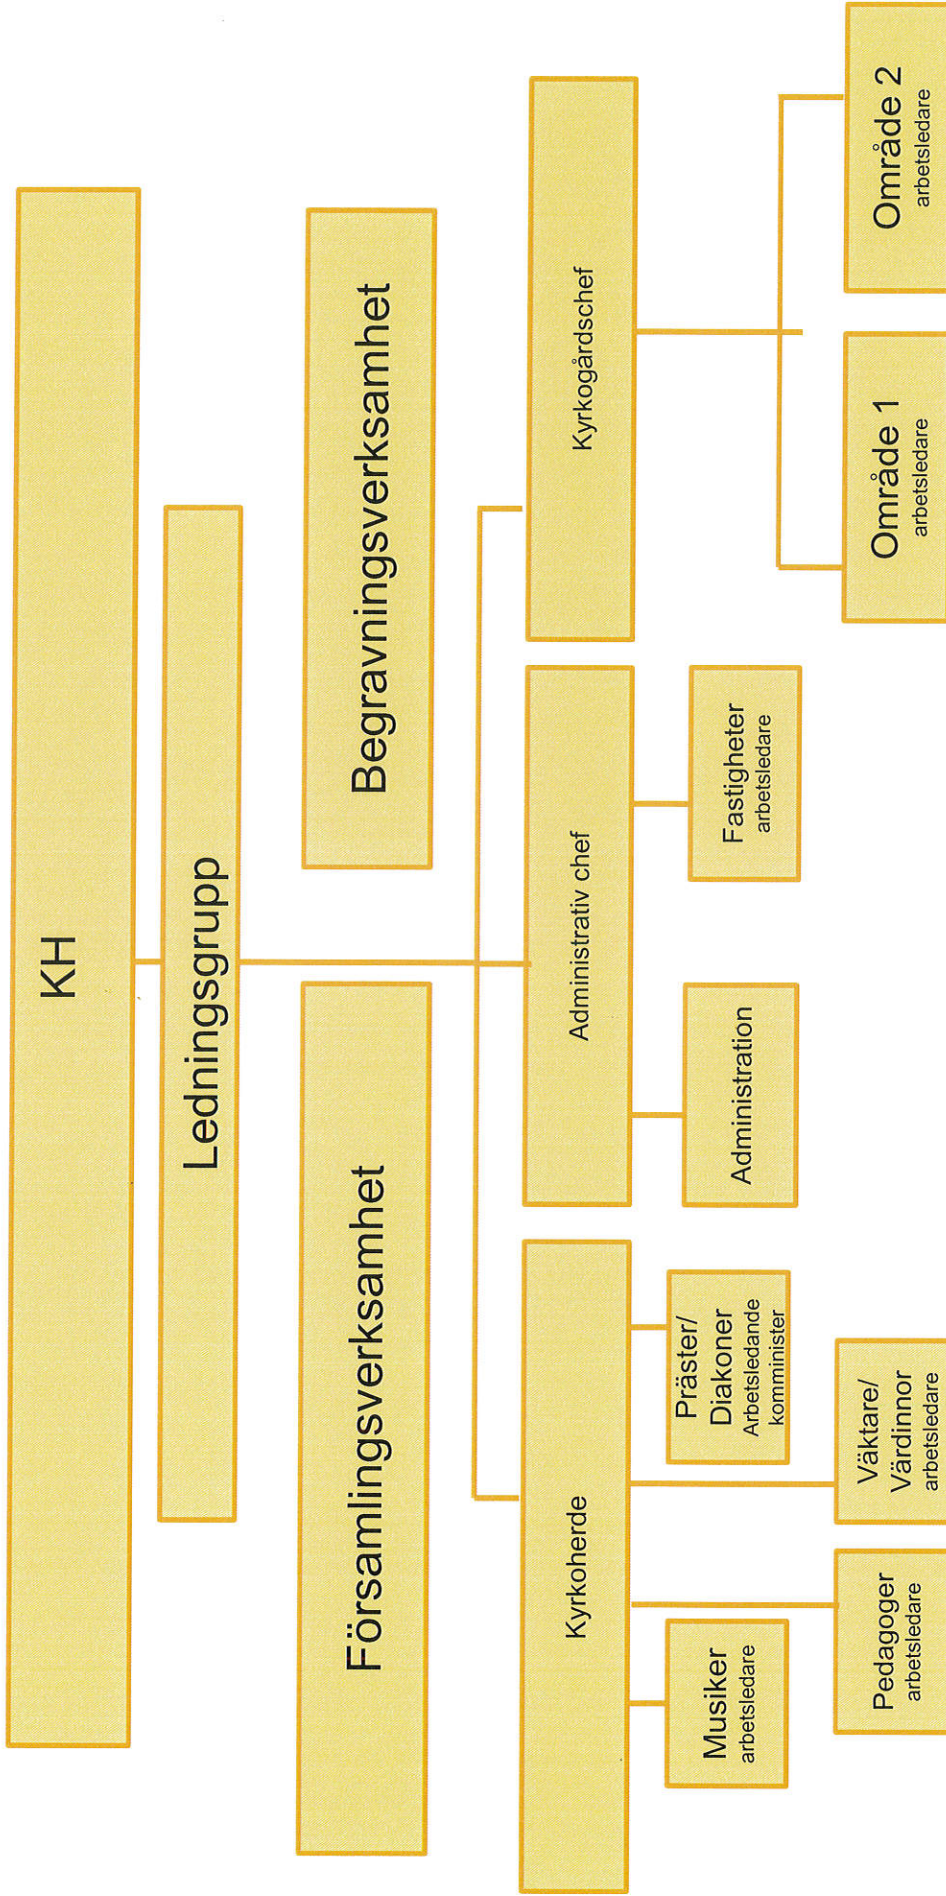 KH
Ledningsgrupp
Församlingsverksamhet
Begravningsverksamhet
Kyrkoherde
Administrativ chef
Kyrkogårdschef
Musiker
arbetsledare
Präster/
Diakoner
Arbetsledande
komminister
Administration
Fastigheter
arbetsledare
Pedagoger
arbetsledare
Väktare/
Värdinnor
arbetsledare
Område 1
arbetsledare
Område 2
arbetsledare